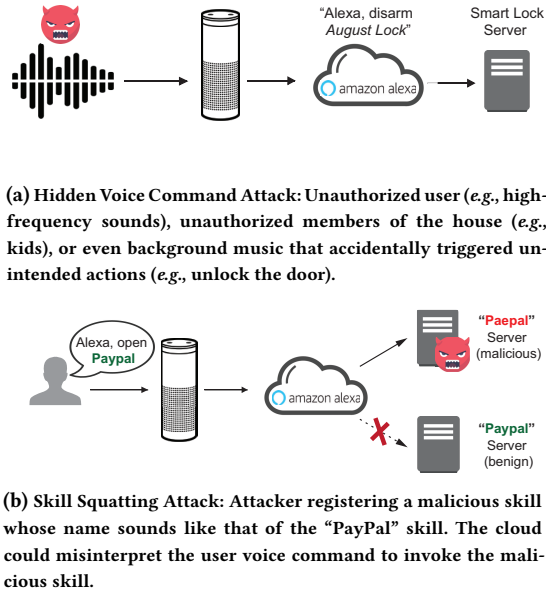 “Alexa, disarm
August Lock”
Smart Lock
Server
amazon alexa
(a) Hidden Voice Command Attack: Unauthorized user (e.g., high-
frequency sounds), unauthorized members of the house (e.g.,
kids), or even background music that accidentally triggered un-
intended actions (e.g., unlock the door).
Alexa, open
Paypal
amazon alexa
“Paepal”
Server
(malicious)
“Paypal”
Server
(benign)
(b) Skill Squatting Attack: Attacker registering a malicious skill
whose name sounds like that of the “PayPal” skill. The cloud
could misinterpret the user voice command to invoke the mali-
cious skill.